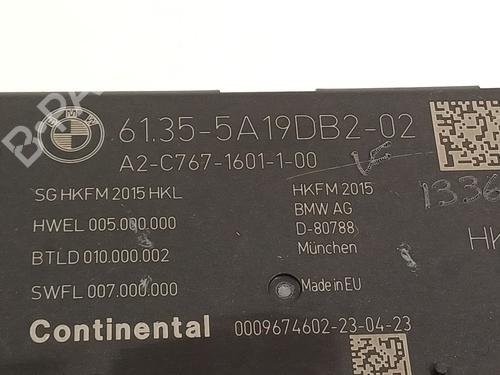 BMW
61.35-5A19DB2-02
A2-C767-1601-1-00
SG HKFM 2015 HKL
HWEL 005.000.000
BTLD 010.000.002
SWFL 007.000.000
HKFM 2015
BMW AG
D-80788
München
Made in EU
1336
HK
Continental 0009674602-23-04-23